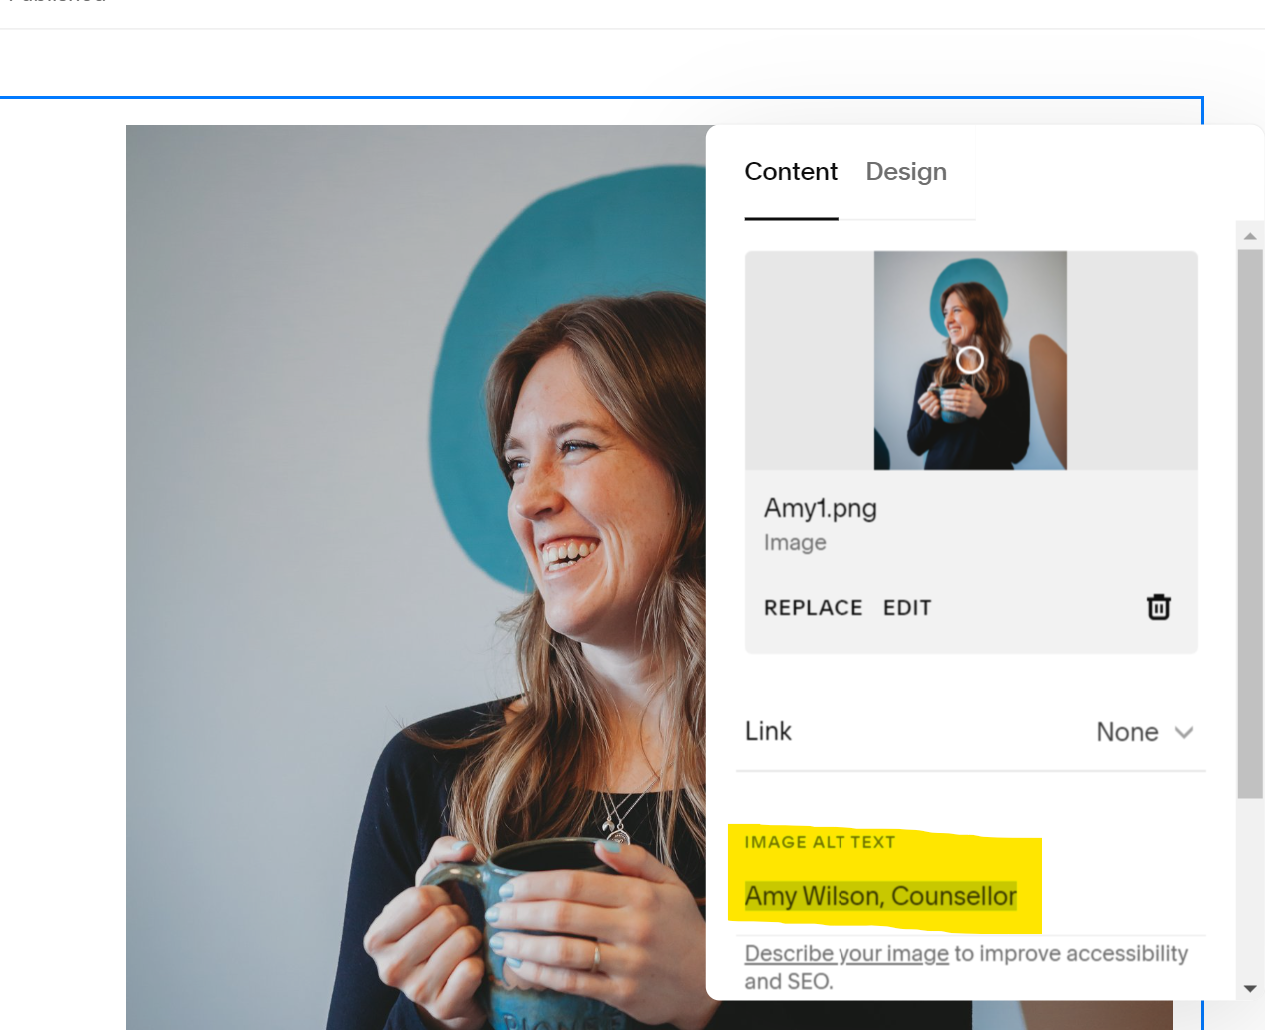 Published
Content Design
Amy1.png
Image
REPLACE EDIT
Link None
IMAGE ALT TEXT
Amy Wilson, Counsellor
Describe your image to improve accessibility
and SEO.